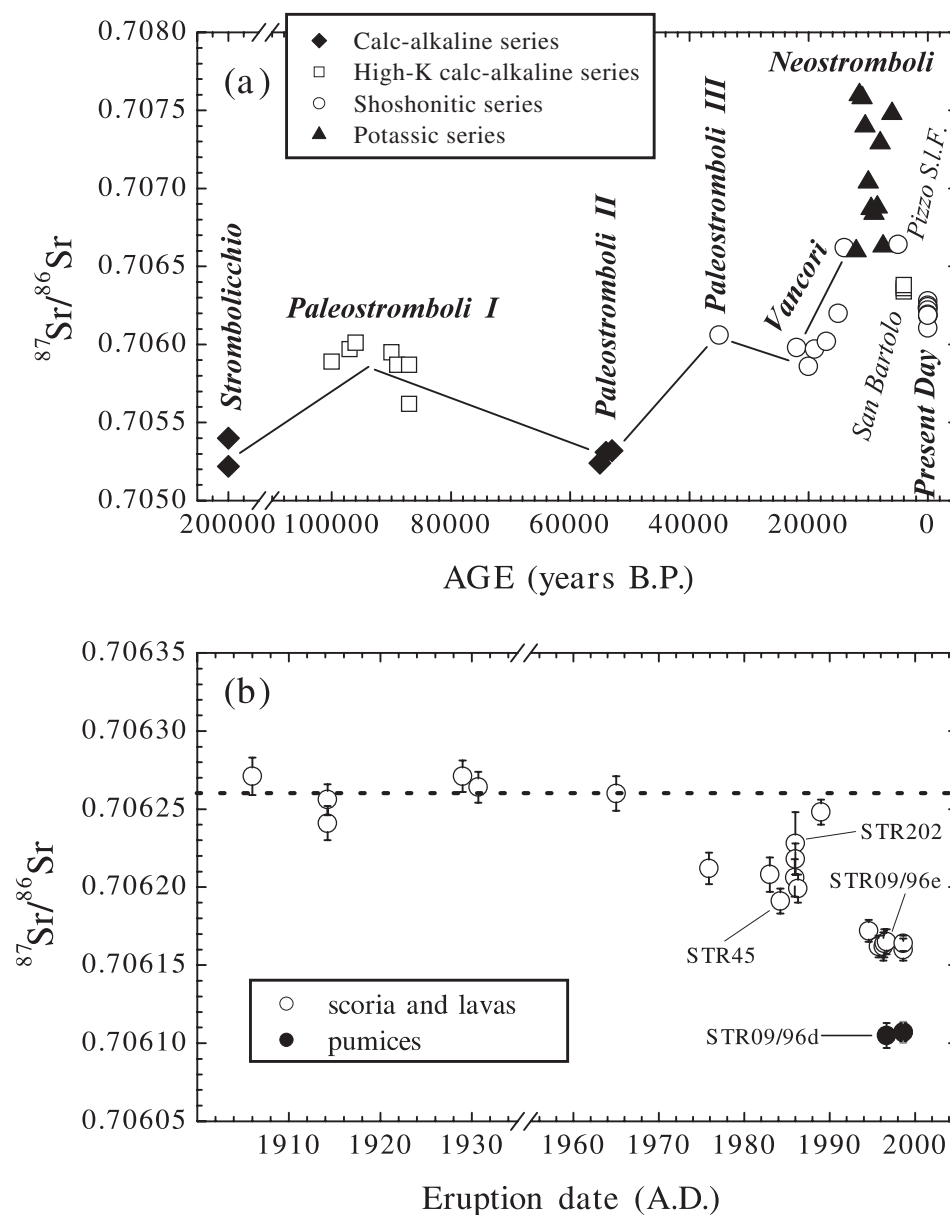 (a)
Calc-alkaline series
High-K calc-alkaline series
Shoshonitic series
Potassic series
0.7080
0.7075
0.7070
0.7065
0.7060
0.7055
0.7050
⁸⁷Sr/⁸⁶Sr
Strombolicchio
Paleostromboli I
Paleostromboli II
Paleostromboli III
Vancori
Neostromboli
Pizzo S.l.F.
San Bartolo
Present Day
200000 100000 80000 60000 40000 20000 0
AGE (years B.P.)
(b)
0.70635
0.70630
0.70625
0.70620
0.70615
0.70610
0.70605
⁸⁷Sr/⁸⁶Sr
STR202
STR09/96e
STR45
STR09/96d
scoria and lavas
pumices
1910 1920 1930 1960 1970 1980 1990 2000
Eruption date (A.D.)